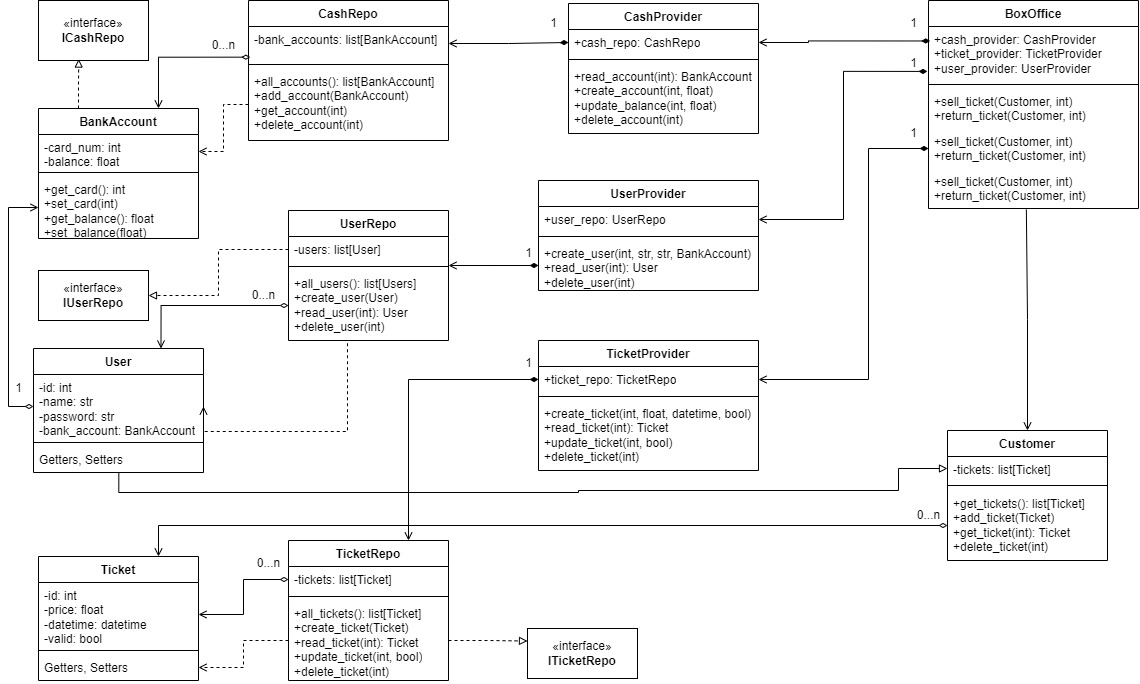 «interface»
ICashRepo
0...n
CashRepo
-bank_accounts: list[BankAccount]
+all_accounts(): list[BankAccount]
+add_account(BankAccount)
+get_account(int)
+delete_account(int)
1
CashProvider
+cash_repo: CashRepo
+read_account(int): BankAccount
+create_account(int, float)
+update_balance(int, float)
+delete_account(int)
1
1
1
BoxOffice
+cash_provider: CashProvider
+ticket_provider: TicketProvider
+user_provider: UserProvider
+sell_ticket(Customer, int)
+return_ticket(Customer, int)
+sell_ticket(Customer, int)
+return_ticket(Customer, int)
+sell_ticket(Customer, int)
+return_ticket(Customer, int)
BankAccount
-card_num: int
-balance: float
+get_card(): int
+set_card(int)
+get_balance(): float
+set_balance(float)
UserRepo
-users: list[User]
+all_users(): list[Users]
+create_user(User)
+read_user(int): User
+delete_user(int)
1
UserProvider
+user_repo: UserRepo
+create_user(int, str, str, BankAccount)
+read_user(int): User
+delete_user(int)
«interface»
IUserRepo
0...n
1
User
-id: int
-name: str
-password: str
-bank_account: BankAccount
Getters, Setters
1
TicketProvider
+ticket_repo: TicketRepo
+create_ticket(int, float, datetime, bool)
+read_ticket(int): Ticket
+update_ticket(int, bool)
+delete_ticket(int)
Customer
-tickets: list[Ticket]
+get_tickets(): list[Ticket]
+add_ticket(Ticket)
+get_ticket(int): Ticket
+delete_ticket(int)
0...n
Ticket
-id: int
-price: float
-datetime: datetime
-valid: bool
Getters, Setters
0...n
TicketRepo
-tickets: list[Ticket]
+all_tickets(): list[Ticket]
+create_ticket(Ticket)
+read_ticket(int): Ticket
+update_ticket(int, bool)
+delete_ticket(int)
«interface»
ITicketRepo